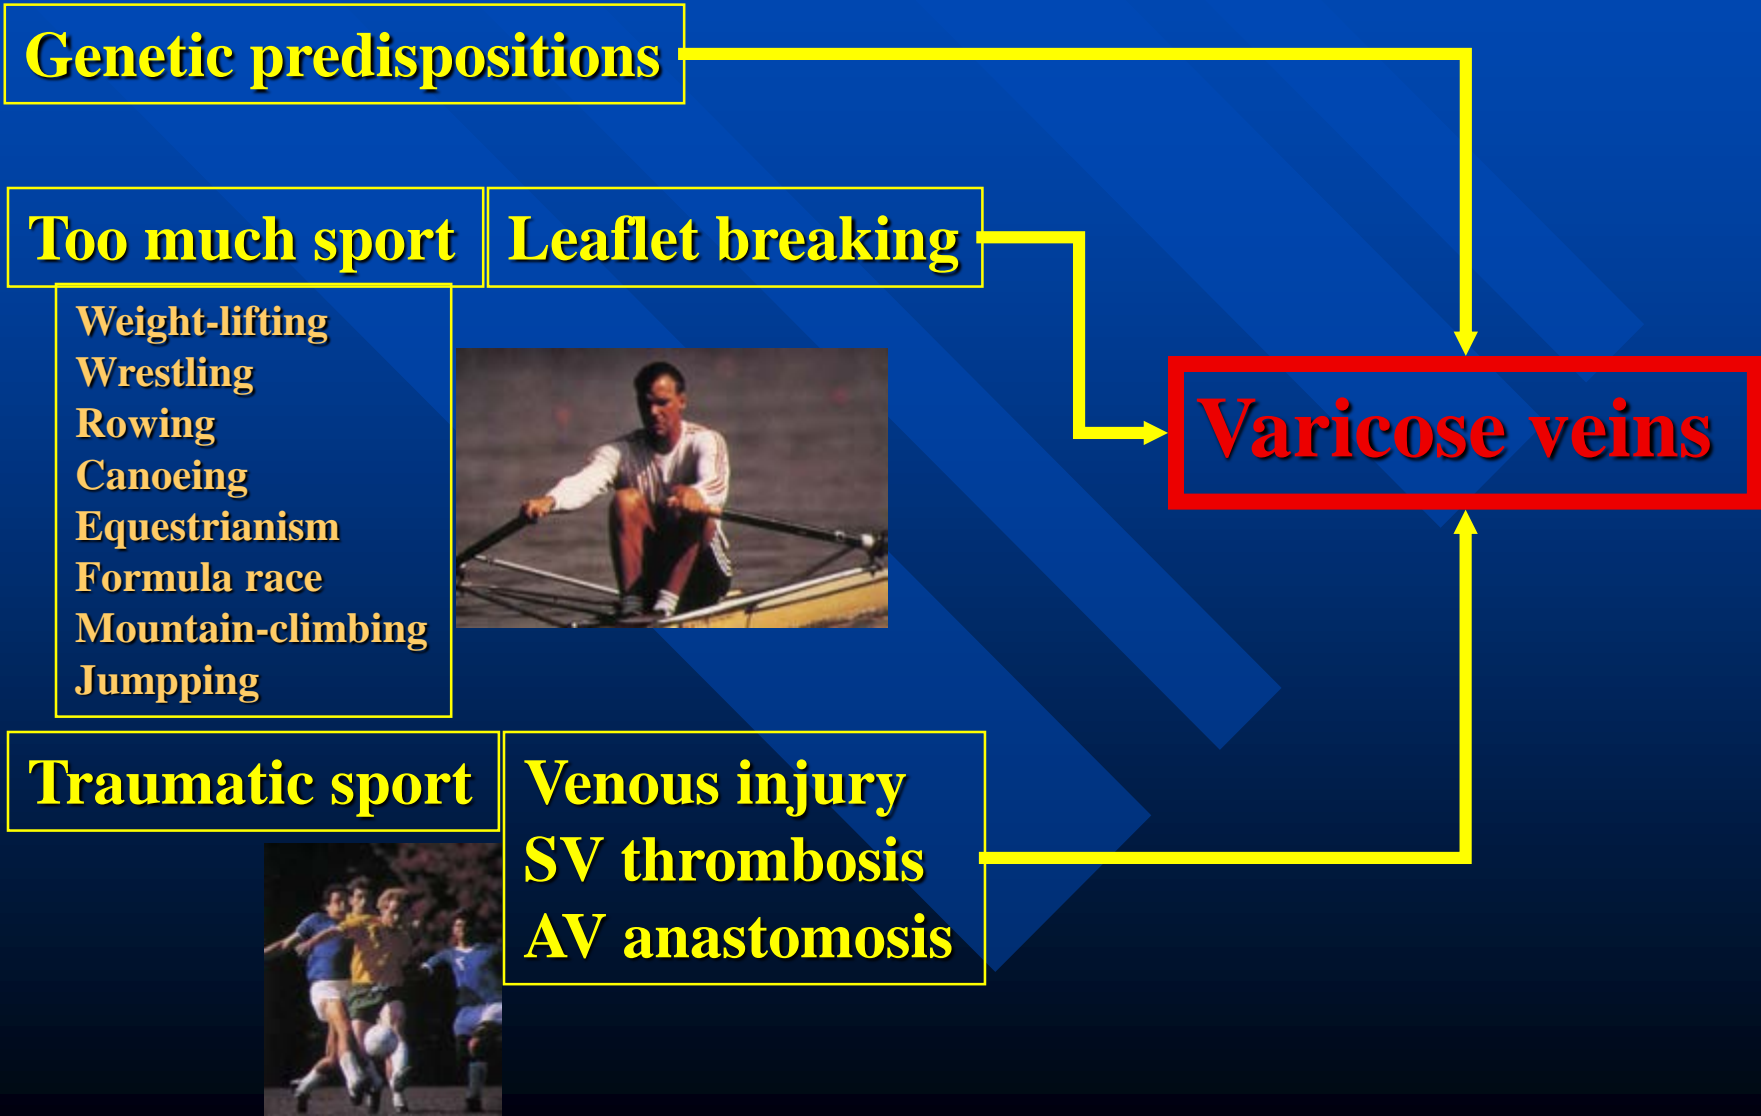 Genetic predispositions
Too much sport
Leaflet breaking
Weight-lifting
Wrestling
Rowing
Canoeing
Equestrianism
Formula race
Mountain-climbing
Jumpping
Varicose veins
Traumatic sport
Venous injury
SV thrombosis
AV anastomosis